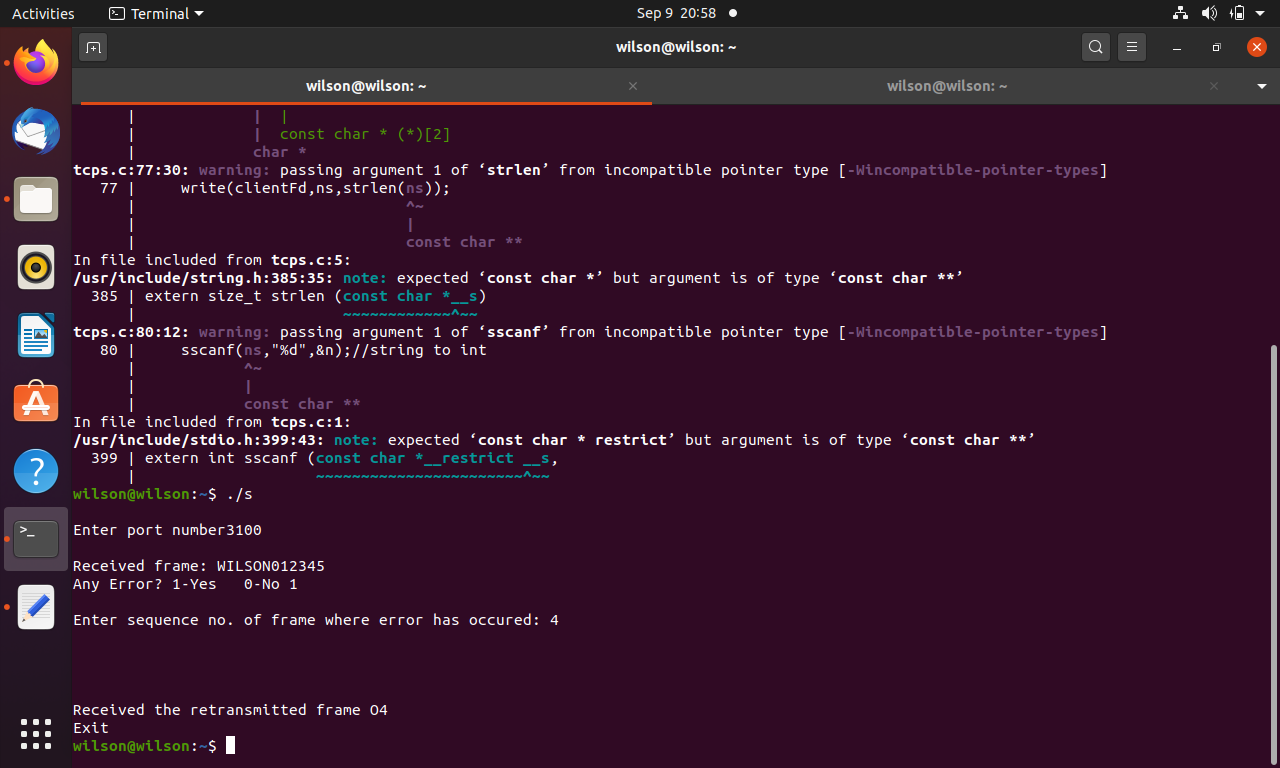 Activities Terminal Sep 9 20:58
wilson@wilson: ~
wilson@wilson: ~ × wilson@wilson: ~ ×
| | |
| | const char * (*)[2]
| char *
tcps.c:77:30: warning: passing argument 1 of ‘strlen’ from incompatible pointer type [-Wincompatible-pointer-types]
77 | write(clientFd,ns,strlen(ns));
| ^~
| |
| const char **
In file included from tcps.c:5:
/usr/include/string.h:385:35: note: expected ‘const char *’ but argument is of type ‘const char **’
385 | extern size_t strlen (const char *__s)
| ~~~~~~~~~~~~^~~
tcps.c:80:12: warning: passing argument 1 of ‘sscanf’ from incompatible pointer type [-Wincompatible-pointer-types]
80 | sscanf(ns,"%d",&n);//string to int
| ^~
| |
| const char **
In file included from tcps.c:1:
/usr/include/stdio.h:399:43: note: expected ‘const char * restrict’ but argument is of type ‘const char **’
399 | extern int sscanf (const char *__restrict __s,
| ~~~~~~~~~~~~~~~~~~~~~~~^~~
wilson@wilson:~$ ./s
Enter port number3100
Received frame: WILSON012345
Any Error? 1-Yes 0-No 1
Enter sequence no. of frame where error has occured: 4
Received the retransmitted frame O4
Exit
wilson@wilson:~$